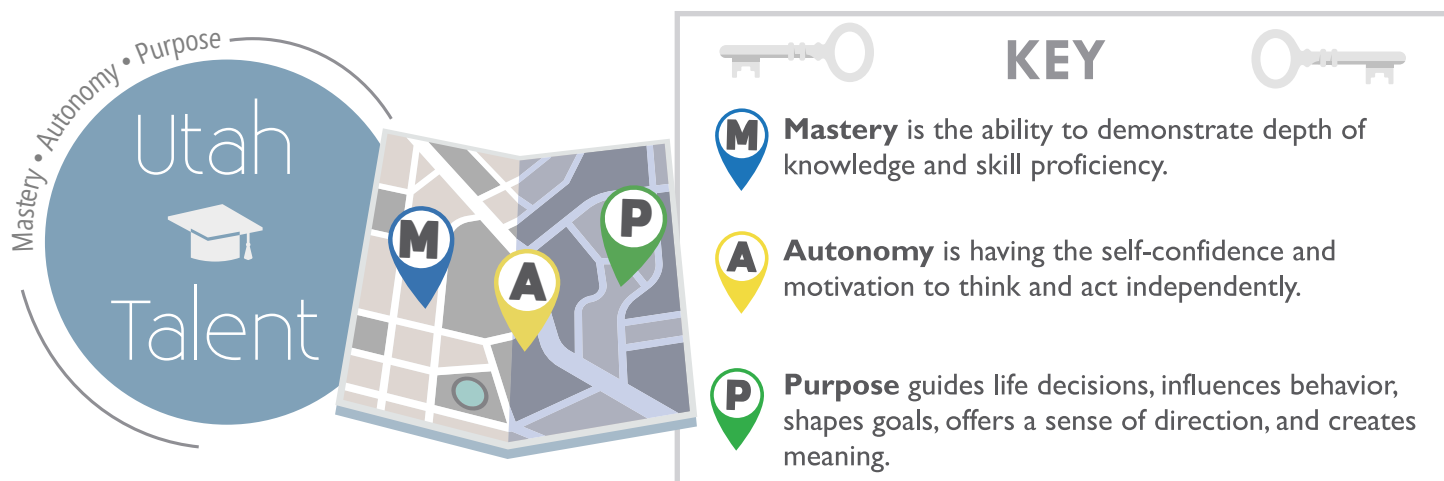 Mastery • Autonomy • Purpose
Utah
Talent
M
A
P
KEY
M
Mastery is the ability to demonstrate depth of
knowledge and skill proficiency.
A
Autonomy is having the self-confidence and
motivation to think and act independently.
P
Purpose guides life decisions, influences behavior,
shapes goals, offers a sense of direction, and creates
meaning.